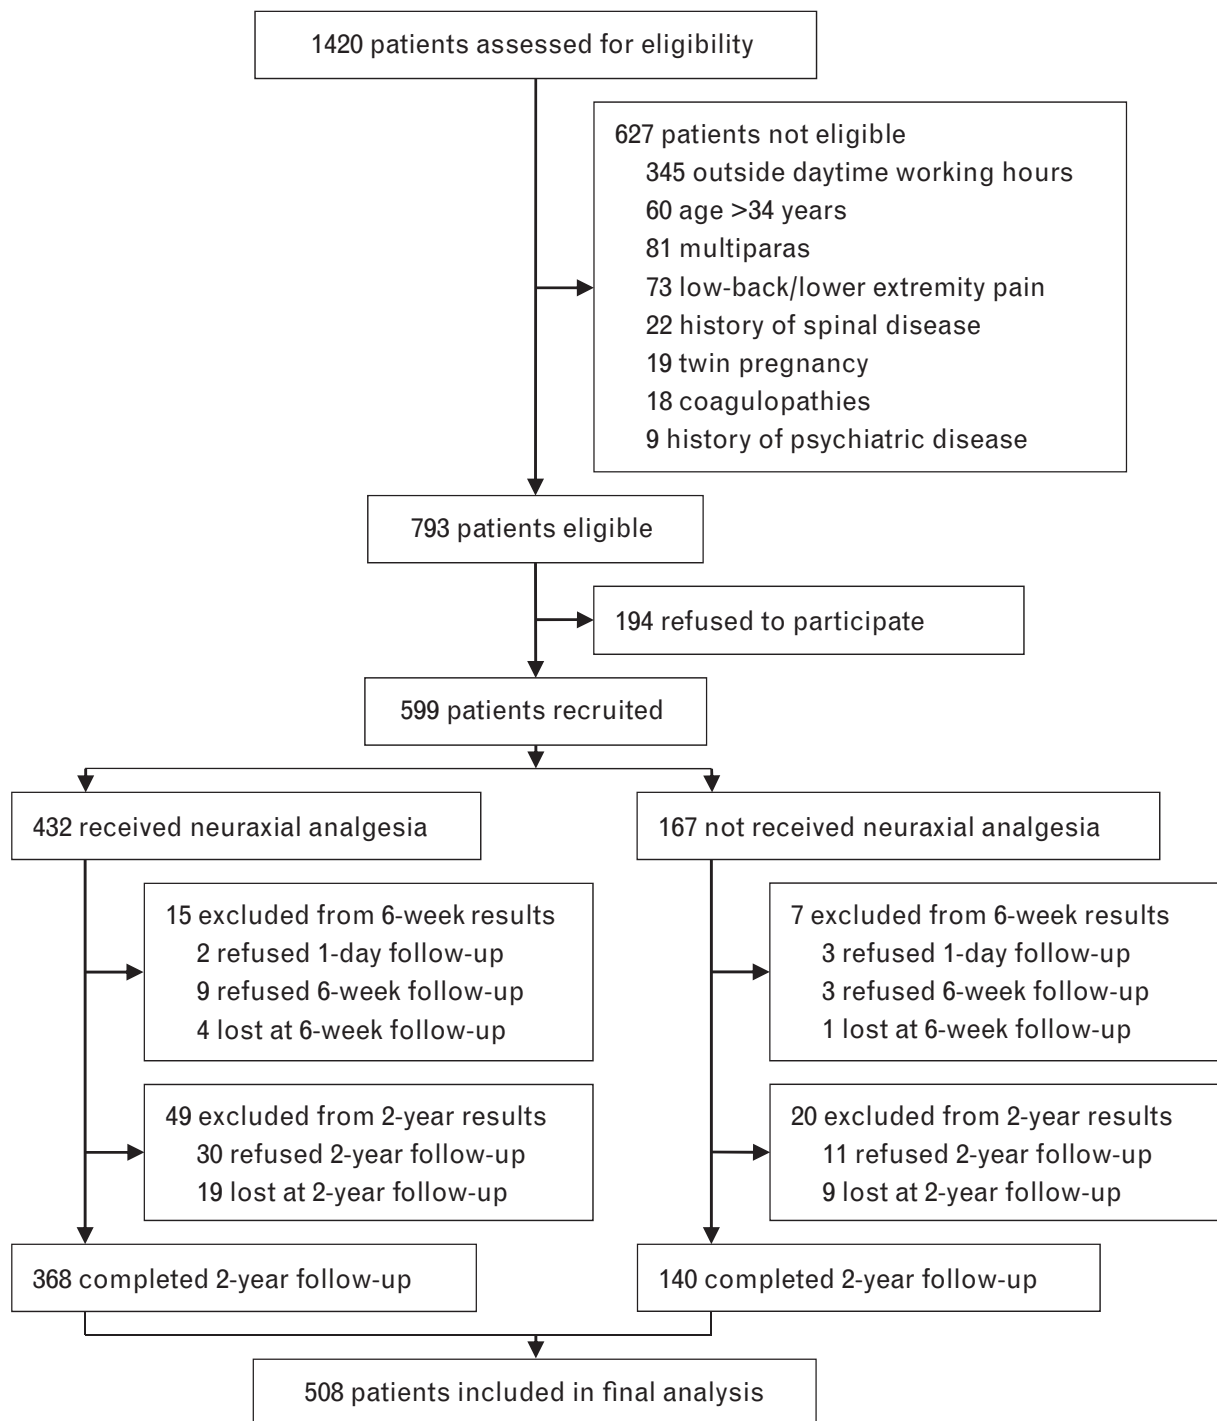 1420 patients assessed for eligibility
627 patients not eligible
345 outside daytime working hours
60 age >34 years
81 multiparas
73 low-back/lower extremity pain
22 history of spinal disease
19 twin pregnancy
18 coagulopathies
9 history of psychiatric disease
793 patients eligible
194 refused to participate
599 patients recruited
432 received neuraxial analgesia
167 not received neuraxial analgesia
15 excluded from 6-week results
2 refused 1-day follow-up
9 refused 6-week follow-up
4 lost at 6-week follow-up
7 excluded from 6-week results
3 refused 1-day follow-up
3 refused 6-week follow-up
1 lost at 6-week follow-up
49 excluded from 2-year results
30 refused 2-year follow-up
19 lost at 2-year follow-up
20 excluded from 2-year results
11 refused 2-year follow-up
9 lost at 2-year follow-up
368 completed 2-year follow-up
140 completed 2-year follow-up
508 patients included in final analysis